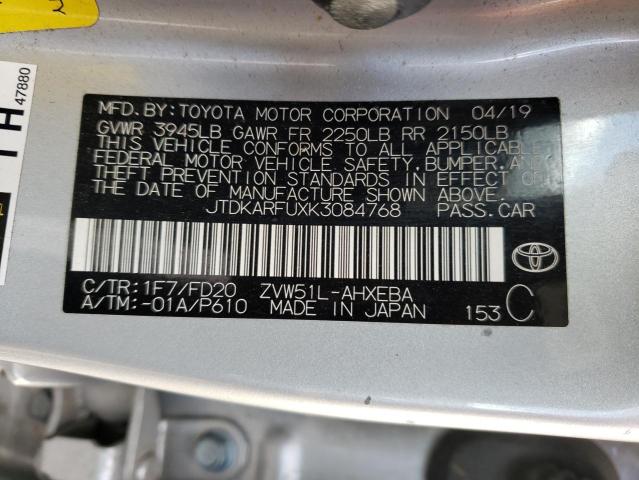 47880
H
MFD.BY:TOYOTA MOTOR CORPORATION 04/19
GVWR 3945LB GAWR FR 2250LB RR 2150LB
THIS VEHICLE CONFORMS TO ALL APPLICABLE
FEDERAL MOTOR VEHICLE SAFETY, BUMPER, AND
THEFT PREVENTION STANDARDS IN EFFECT ON
THE DATE OF MANUFACTURE SHOWN ABOVE.
JTDKARFUXK3084768 PASS.CAR
C/TR:1F7/FD20 ZVW51L-AHXEBA
A/TM:-01A/P610 MADE IN JAPAN 153 C
TOYOTA